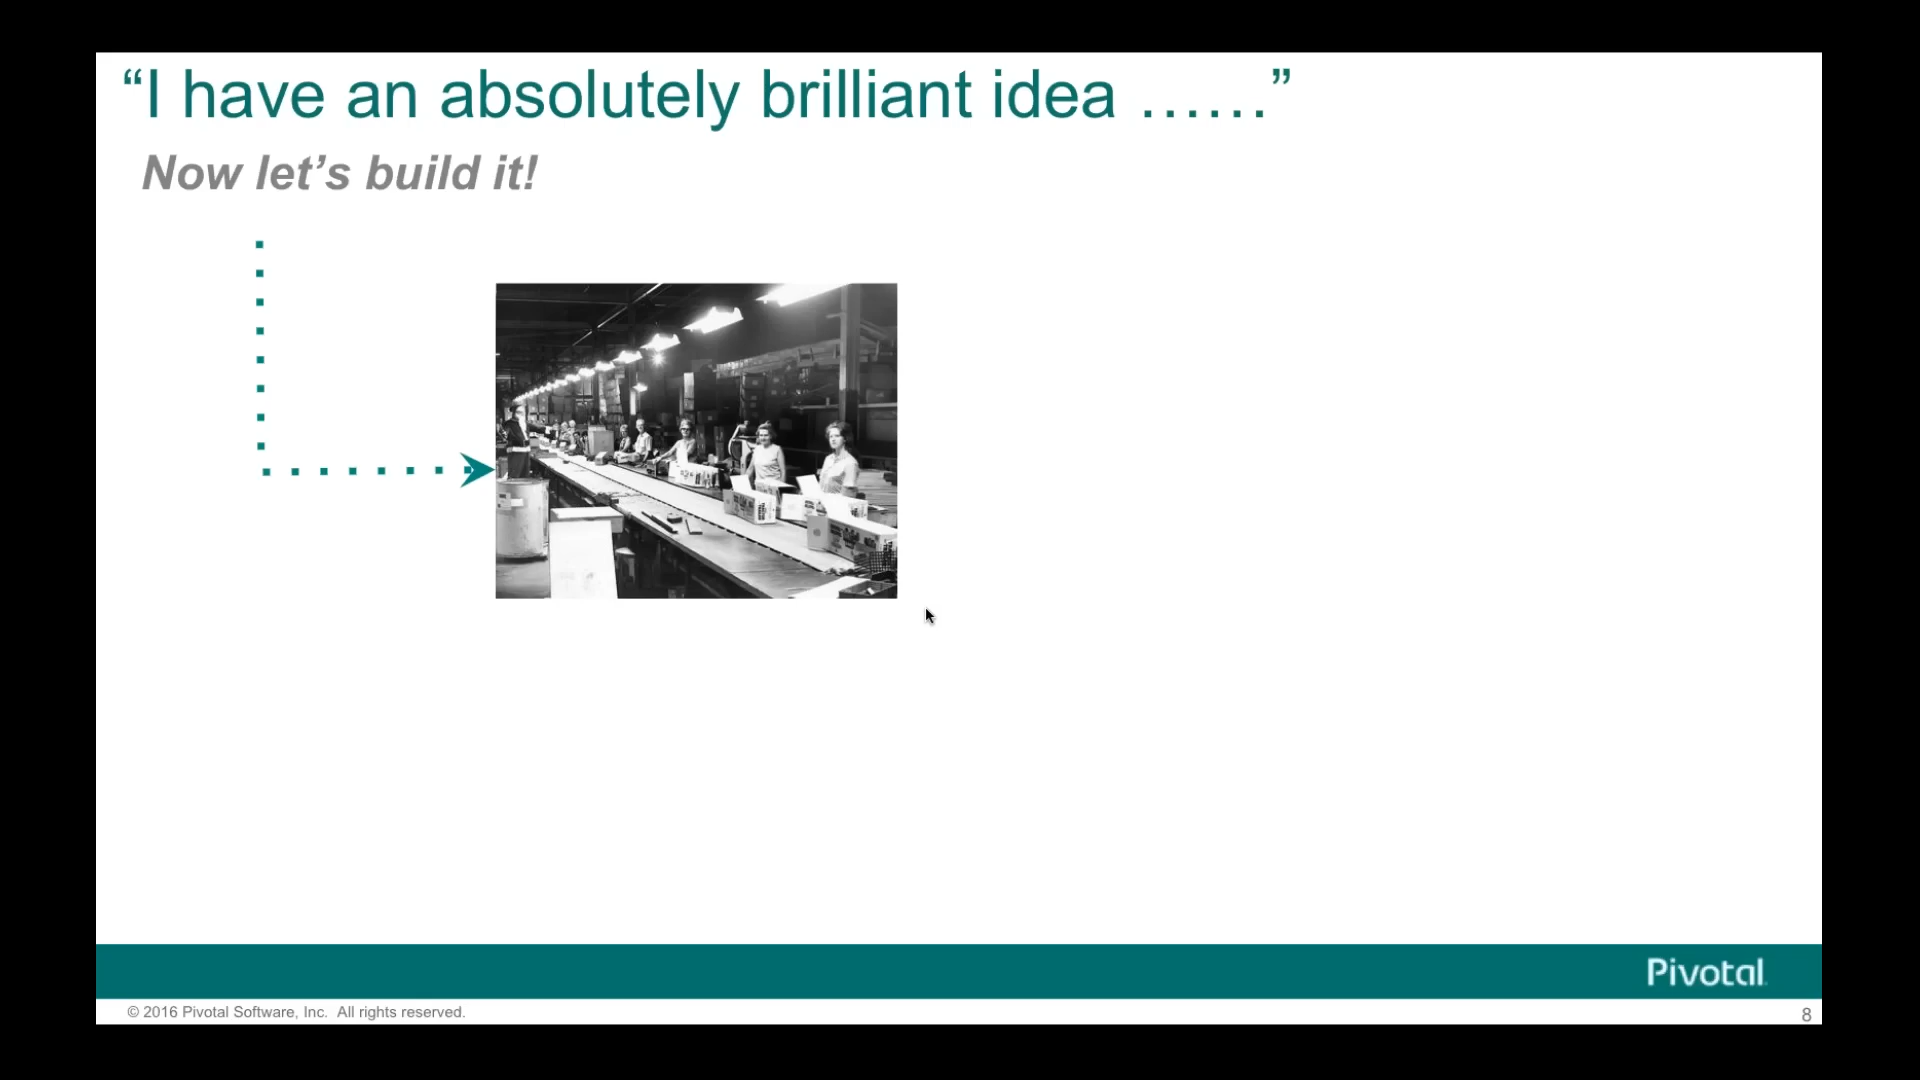 “I have an absolutely brilliant idea ……”
Now let’s build it!
Pivotal
© 2016 Pivotal Software, Inc. All rights reserved.
8